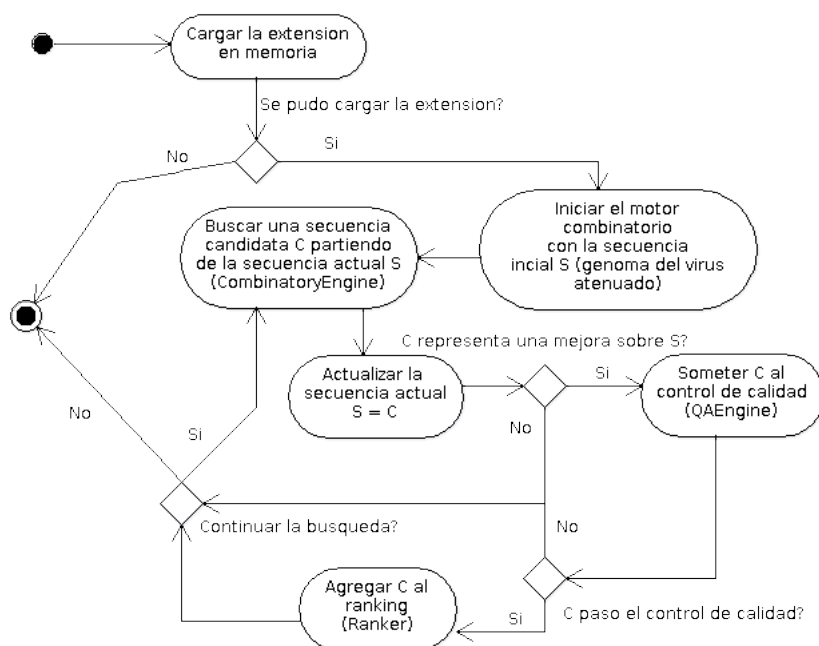 Cargar la extension
en memoria
Se pudo cargar la extension?
No
Si
Buscar una secuencia
candidata C partiendo
de la secuencia actual S
(CombinatoryEngine)
Iniciar el motor
combinatorio
con la secuencia
incial S (genoma del virus
atenuado)
C representa una mejora sobre S?
Actualizar la
secuencia actual
S = C
Si
Someter C al
control de calidad
(QAEngine)
No
Si
No
Continuar la busqueda?
No
Agregar C al
ranking
(Ranker)
Si
C paso el control de calidad?